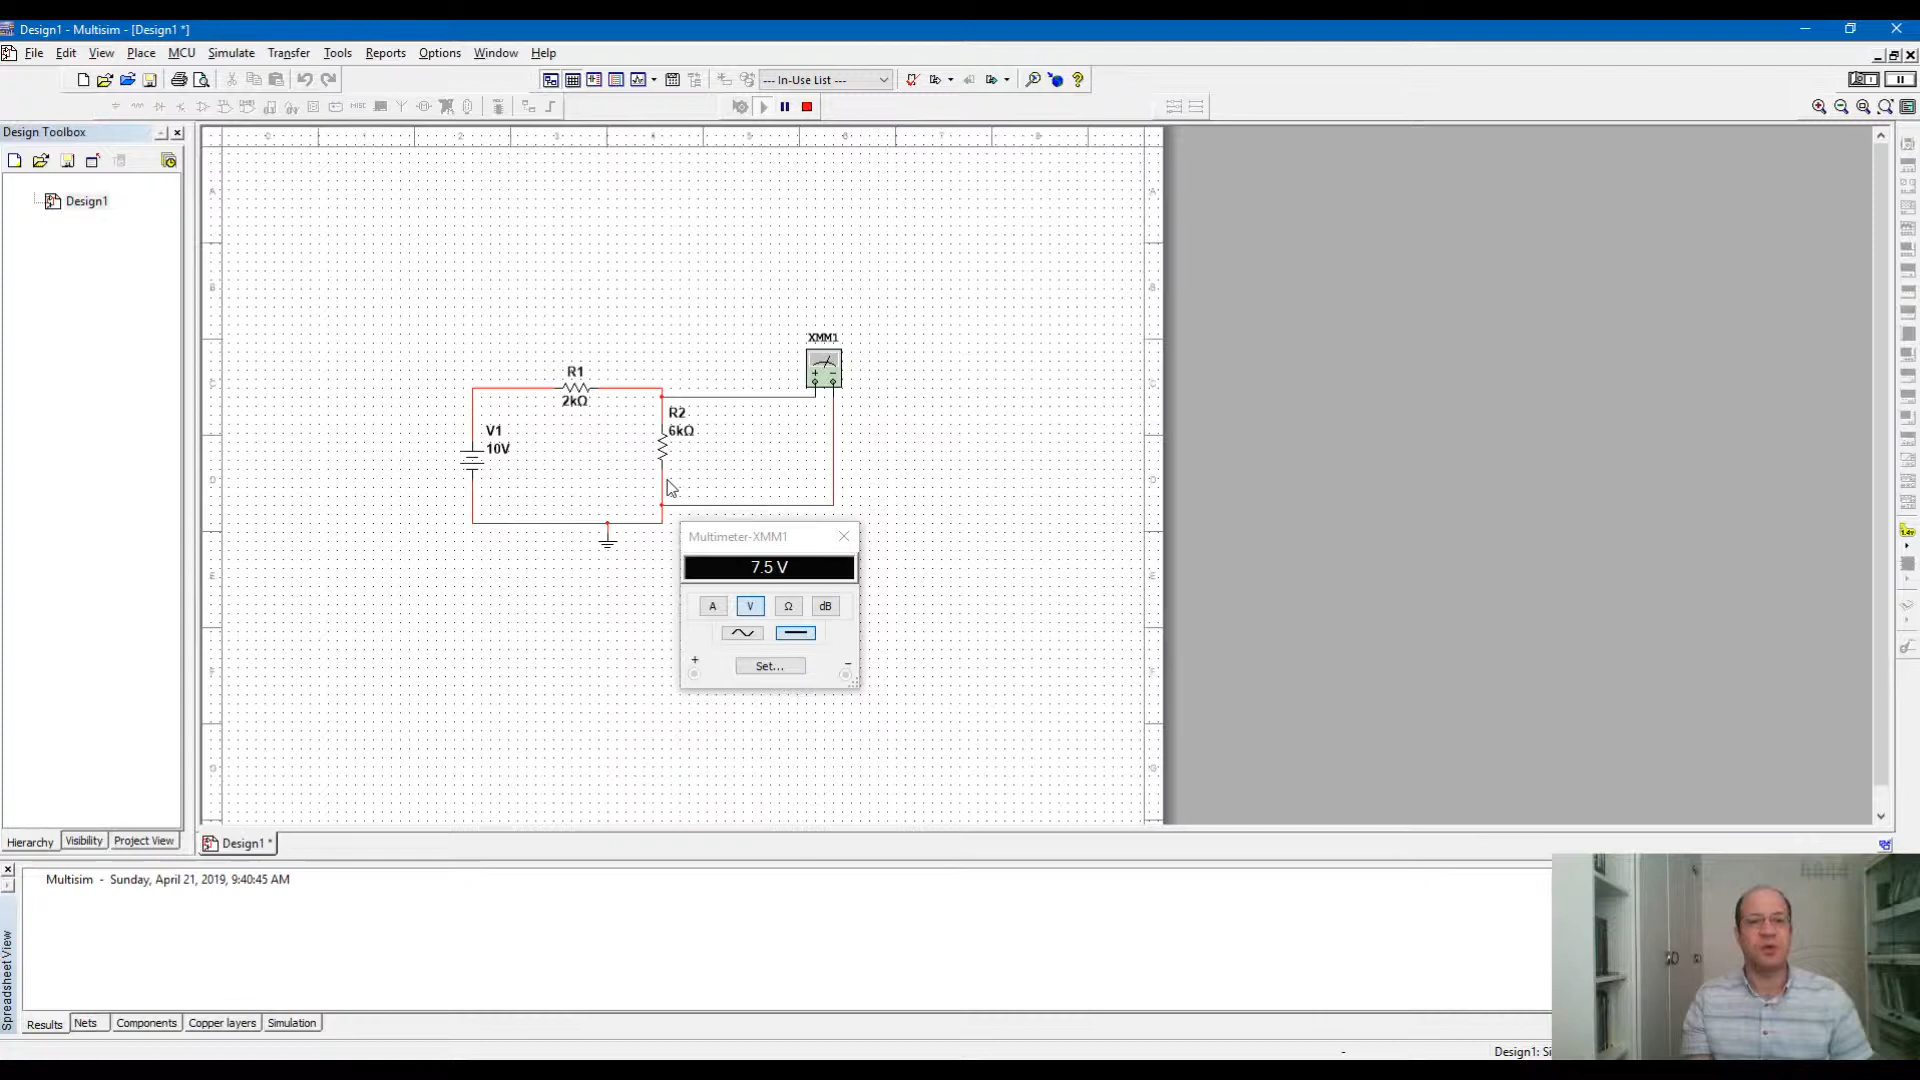 Design1 - Multisim - [Design1 *]
File Edit View Place MCU Simulate Transfer Tools Reports Options Window Help
--- In-Use List ---
Design Toolbox
Design1
XMM1
R1
2kΩ
R2
6kΩ
V1
10V
Multimeter-XMM1
7.5 V
A V Ω dB
+ −
Set...
Hierarchy Visibility Project View
Design1 *
Multisim - Sunday, April 21, 2019, 9:40:45 AM
Spreadsheet View
Results Nets Components Copper layers Simulation
- Design1: Si